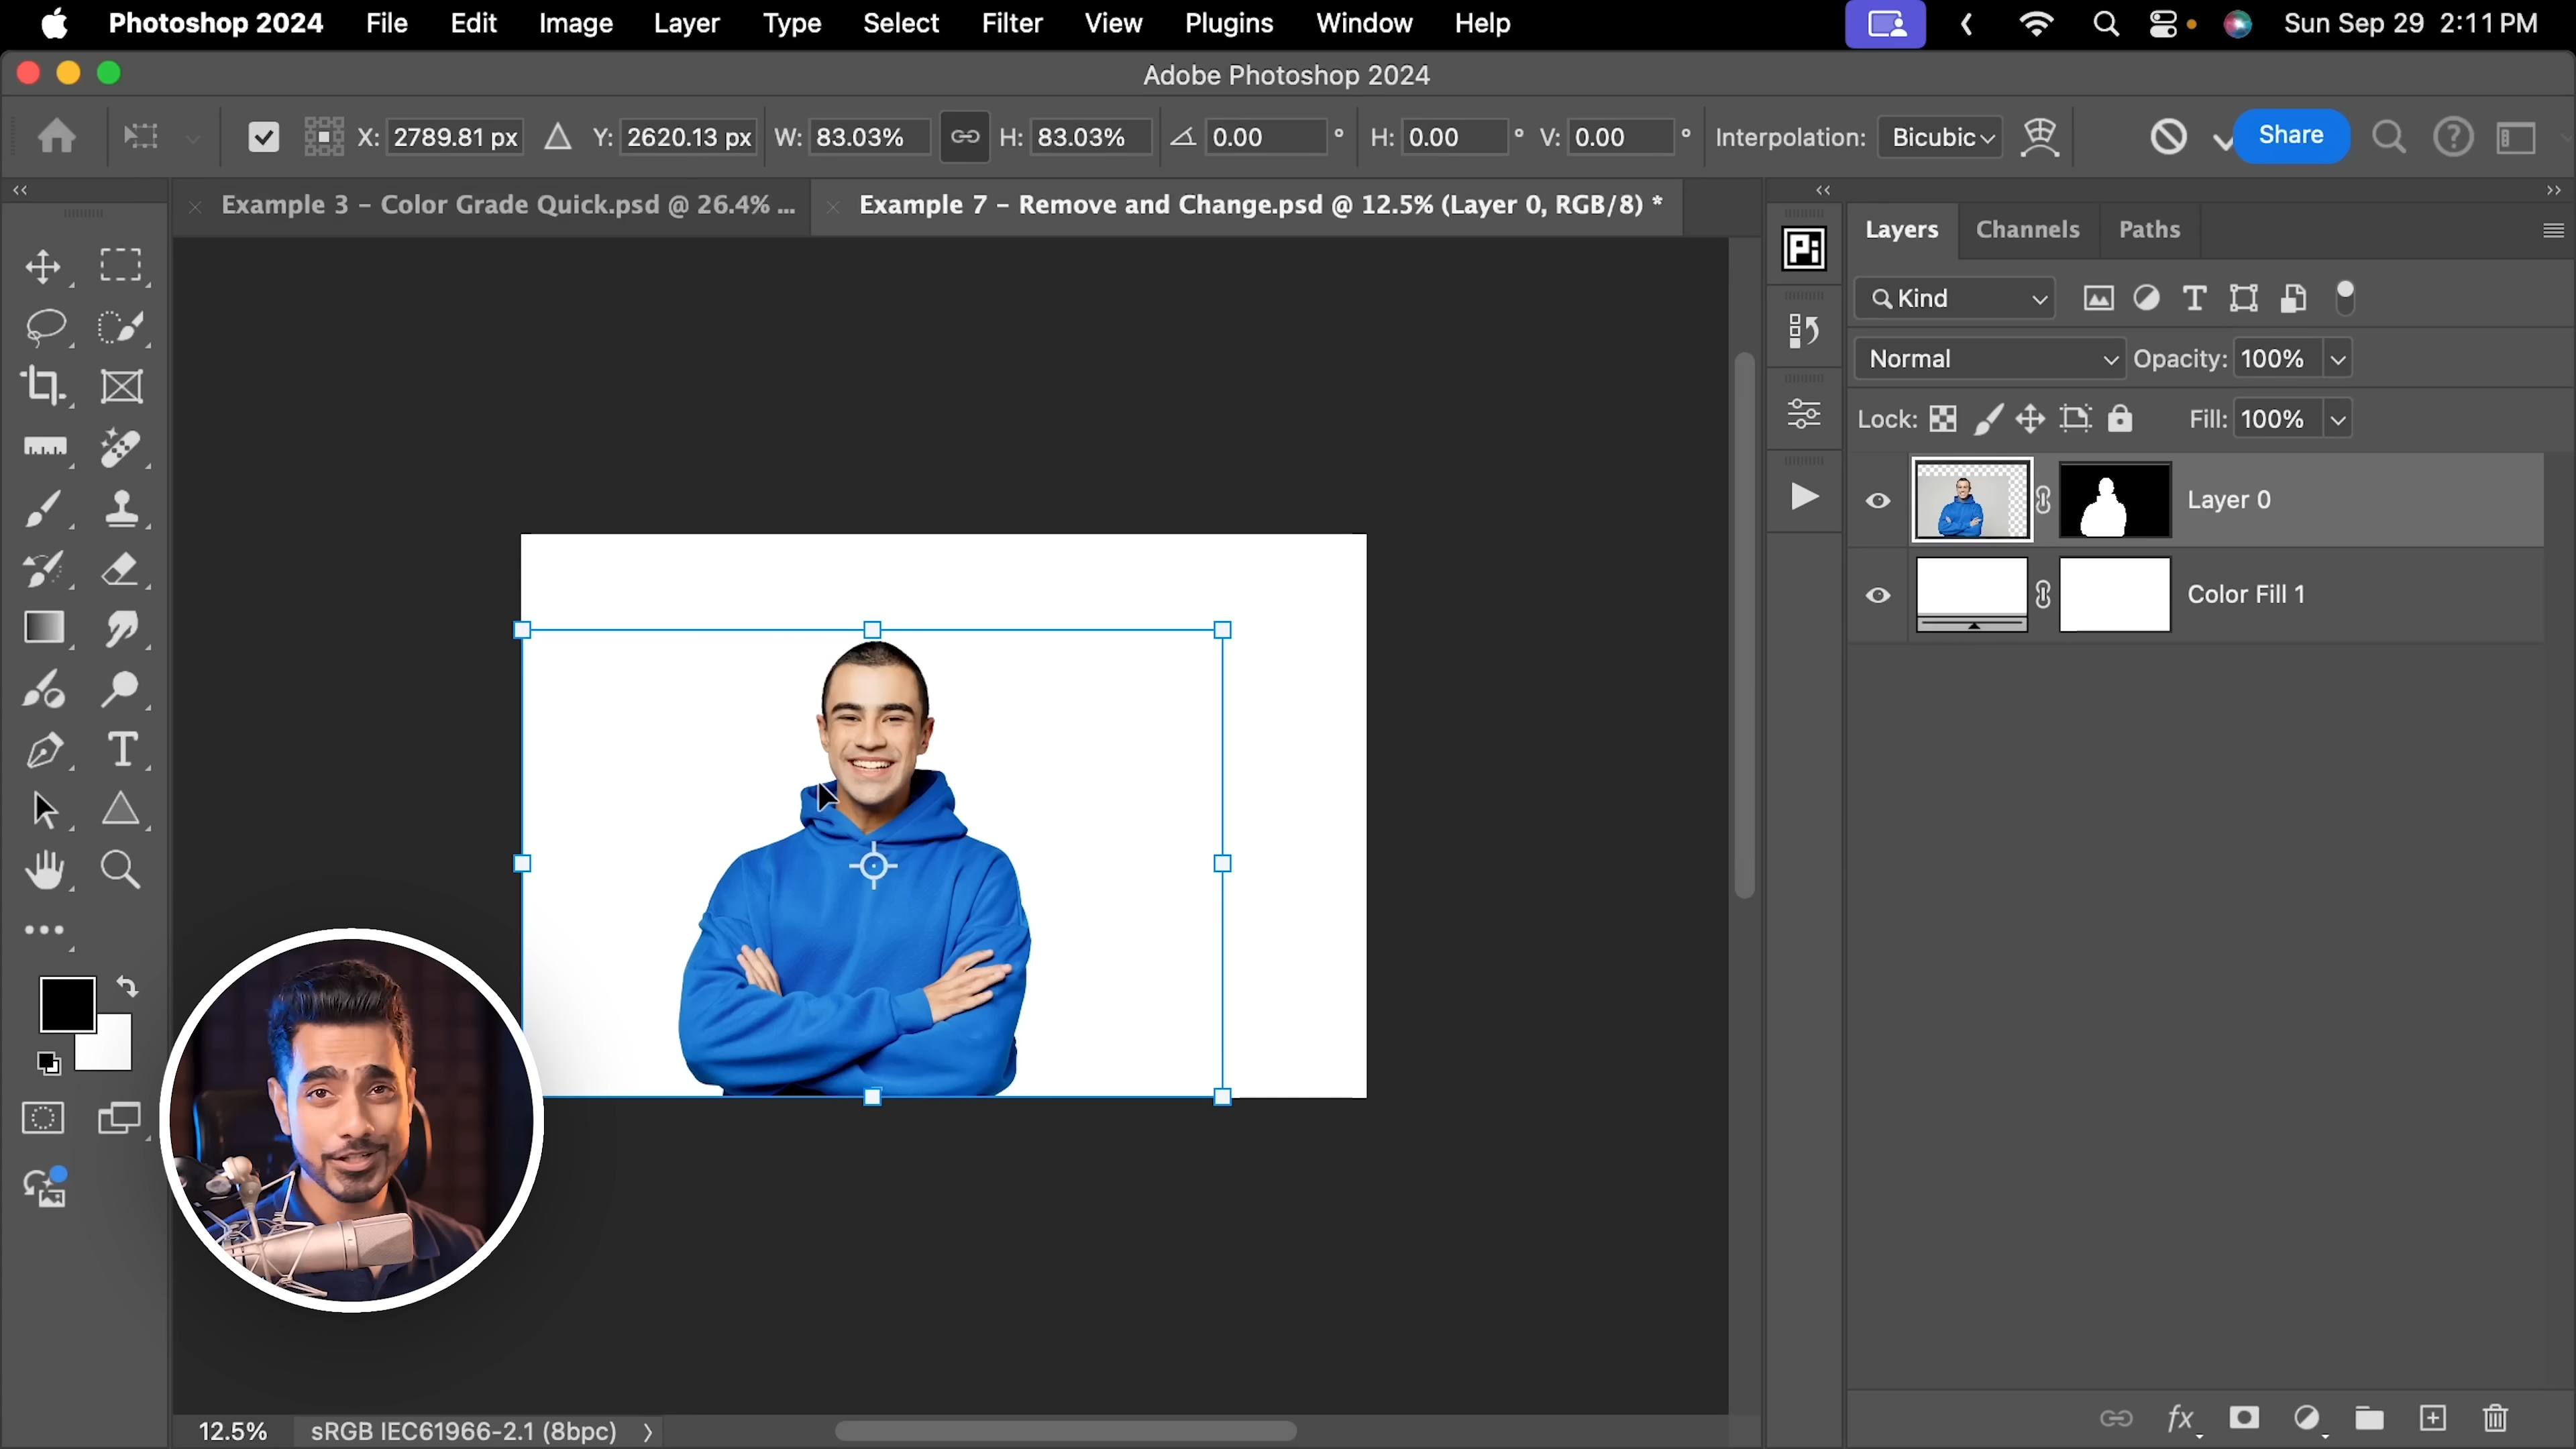 Photoshop 2024 File Edit Image Layer Type Select Filter View Plugins Window Help Sun Sep 29 2:11 PM
Adobe Photoshop 2024
X: 2789.81 px Y: 2620.13 px W: 83.03% H: 83.03% 0.00 ° H: 0.00 ° V: 0.00 ° Interpolation: Bicubic Share
Example 3 – Color Grade Quick.psd @ 26.4% ... Example 7 – Remove and Change.psd @ 12.5% (Layer 0, RGB/8) *
Layers Channels Paths
Pi
Kind
Normal Opacity: 100%
Lock: Fill: 100%
Layer 0
Color Fill 1
12.5% sRGB IEC61966-2.1 (8bpc)
fx